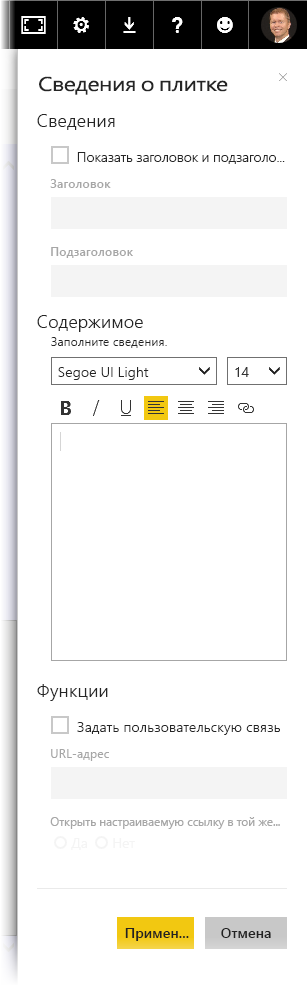 Сведения о плитке
Сведения
Показать заголовок и подзаголо...
Заголовок
Подзаголовок
Содержимое
Заполните сведения.
Segoe UI Light 14
B / U
Функции
Задать пользовательскую связь
URL-адрес
Открыть настраиваемую ссылку в той же...
Да Нет
Примен... Отмена